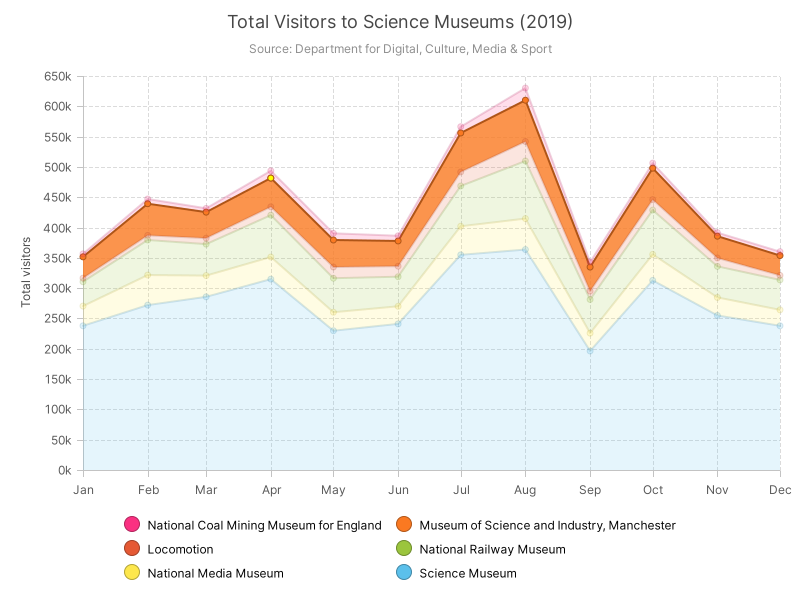 Total Visitors to Science Museums (2019)
Source: Department for Digital, Culture, Media & Sport
650k
600k
550k
500k
450k
400k
350k
300k
250k
200k
150k
100k
50k
0k
Total visitors
Jan Feb Mar Apr May Jun Jul Aug Sep Oct Nov Dec
National Coal Mining Museum for England Museum of Science and Industry, Manchester
Locomotion National Railway Museum
National Media Museum Science Museum